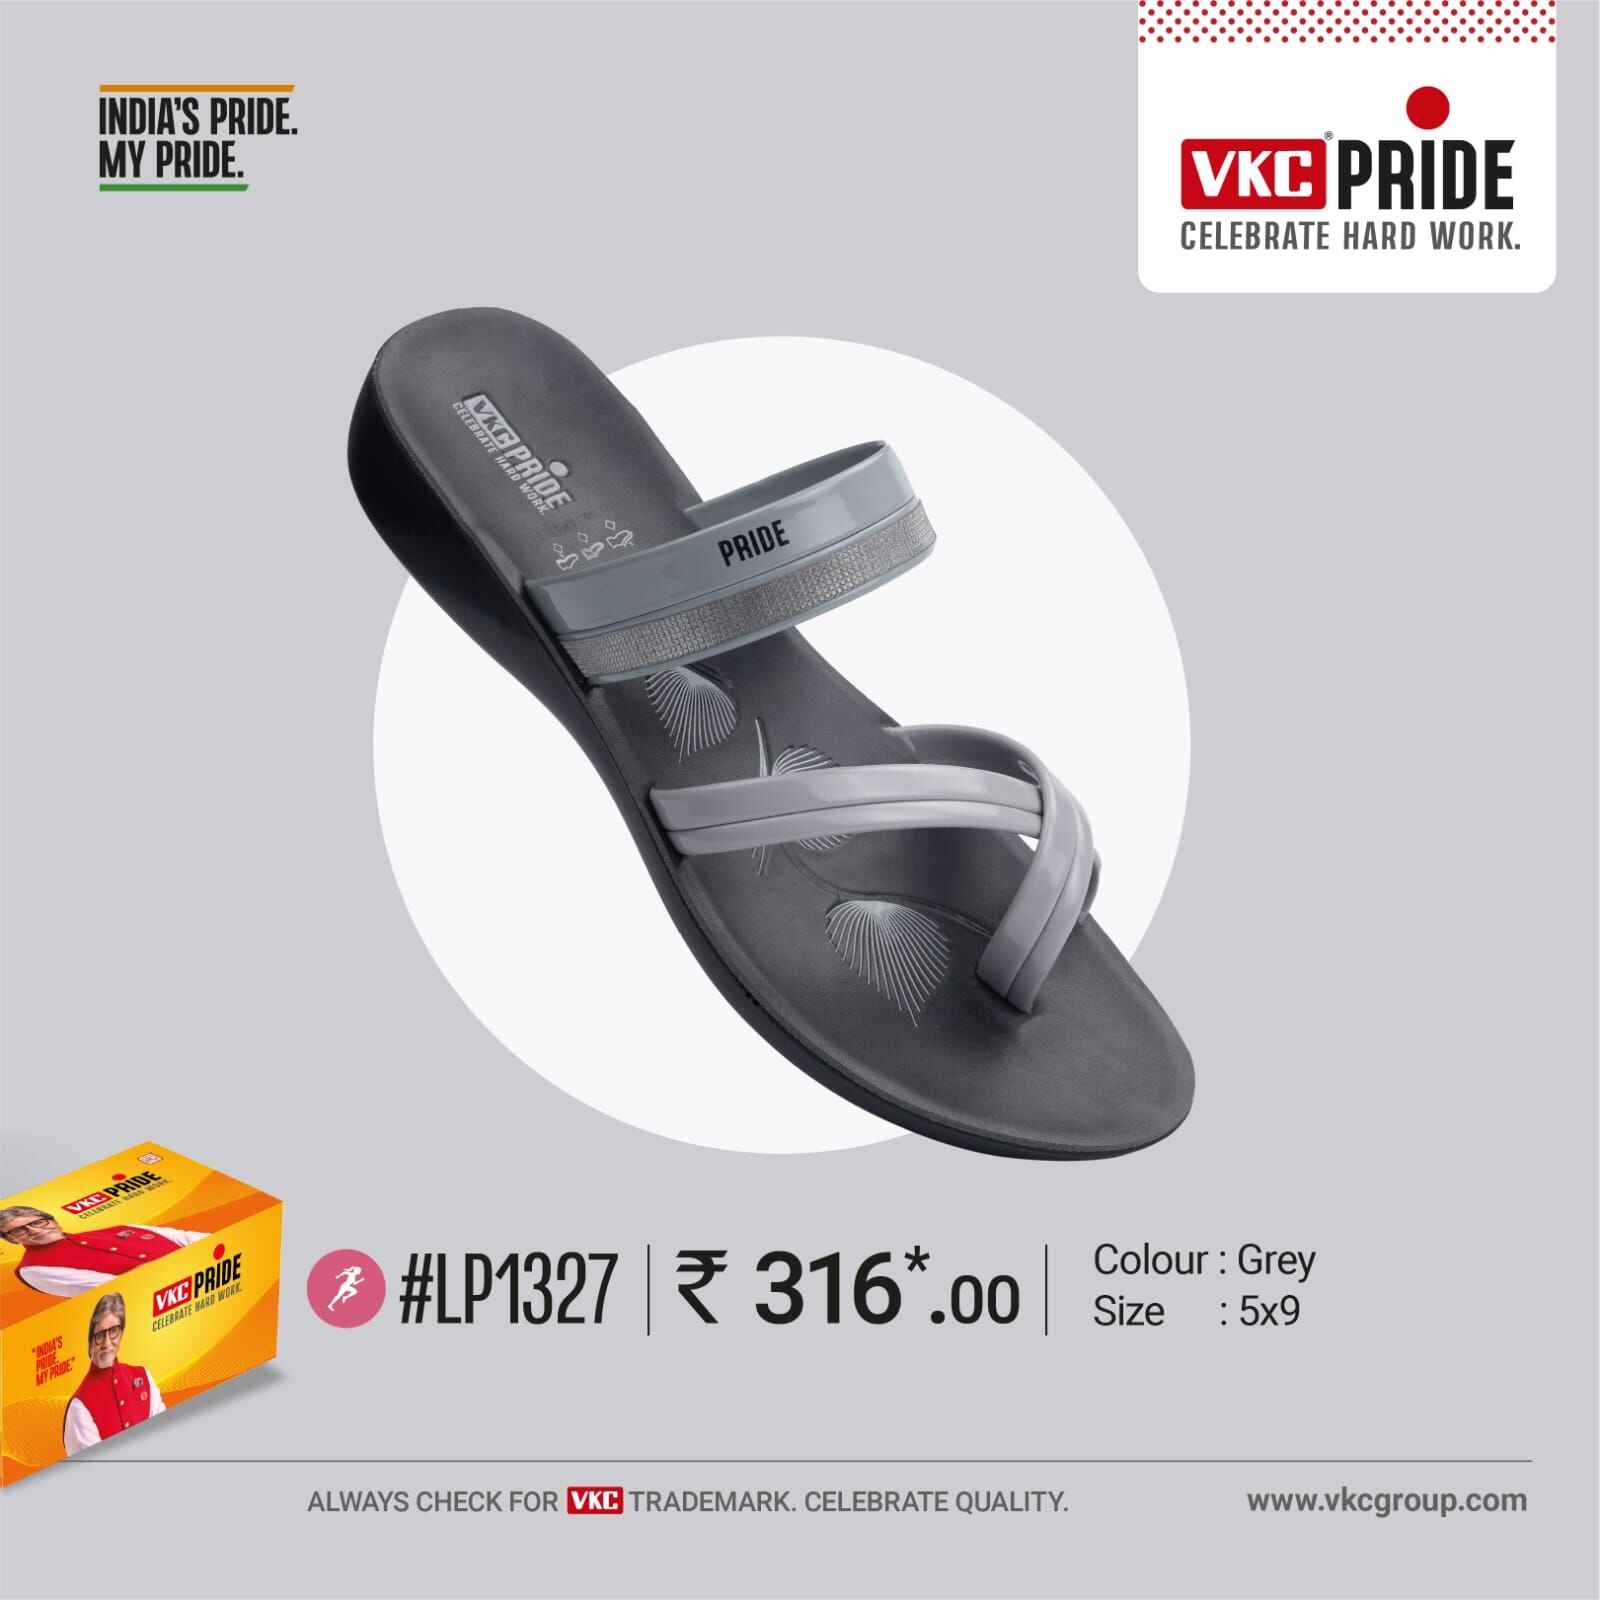 INDIA'S PRIDE.
MY PRIDE.
VKC® PRIDE
CELEBRATE HARD WORK.
VKC PRIDE
CELEBRATE HARD WORK.
PRIDE
VKC PRIDE
CELEBRATE HARD WORK.
VKC PRIDE
CELEBRATE HARD WORK.
"INDIA'S
PRIDE.
MY PRIDE."
#LP1327 | ₹ 316*.00 | Colour : Grey
Size : 5x9
ALWAYS CHECK FOR VKC TRADEMARK. CELEBRATE QUALITY.
www.vkcgroup.com